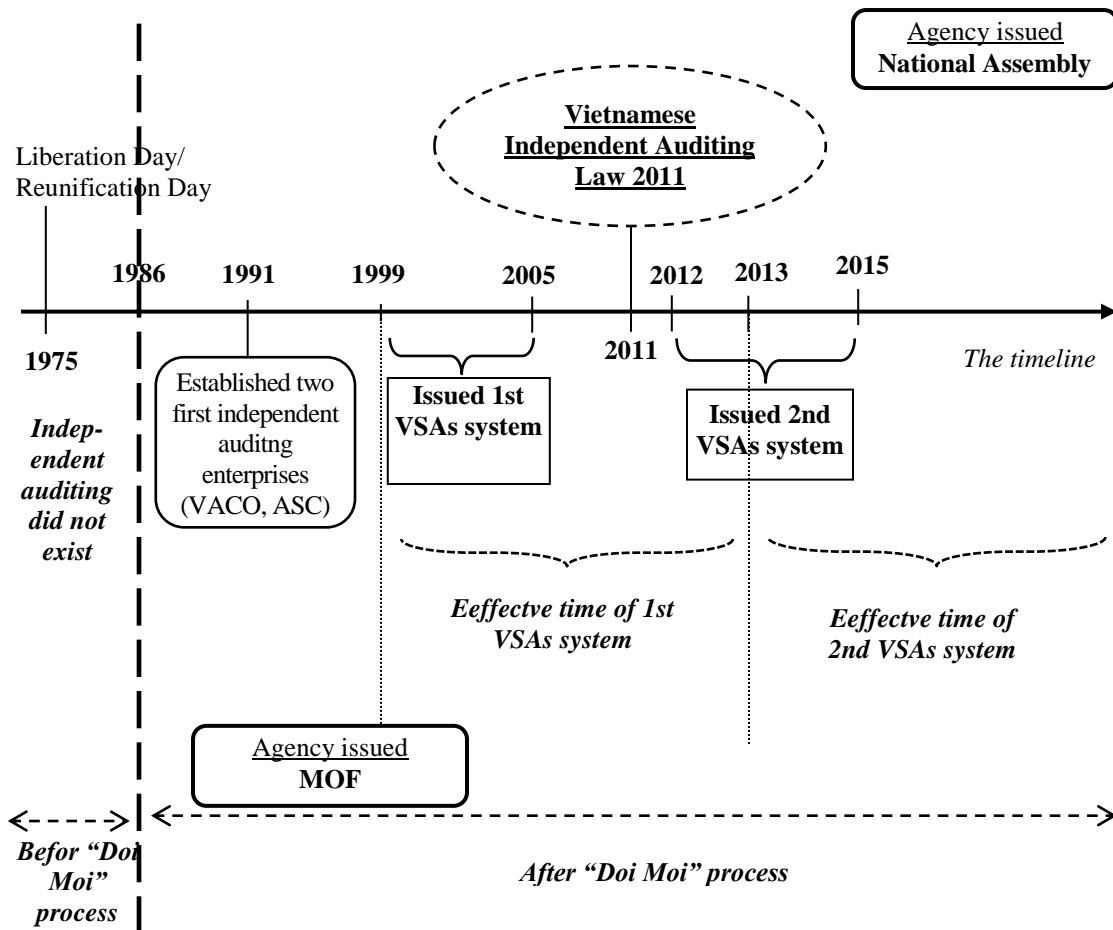 Agency issued
National Assembly
Vietnamese
Independent Auditing
Law 2011
Liberation Day/
Reunification Day
1986
1991
1999
2005
2012
2013
2015
1975
2011
The timeline
Indep-
endent
auditing
did not
exist
Established two
first independent
auditng
enterprises
(VACO, ASC)
Issued 1st
VSAs system
Issued 2nd
VSAs system
Eeffectve time of 1st
VSAs system
Eeffectve time of
2nd VSAs system
Agency issued
MOF
Befor “Doi
Moi”
process
After “Doi Moi” process